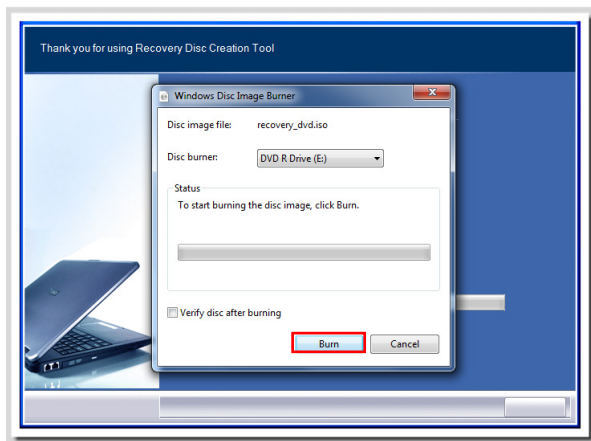 Thank you for using Recovery Disc Creation Tool
Windows Disc Image Burner
Disc image file: recovery_dvd.iso
Disc burner: DVD R Drive (E:)
Status
To start burning the disc image, click Burn.
Verify disc after burning
Burn Cancel